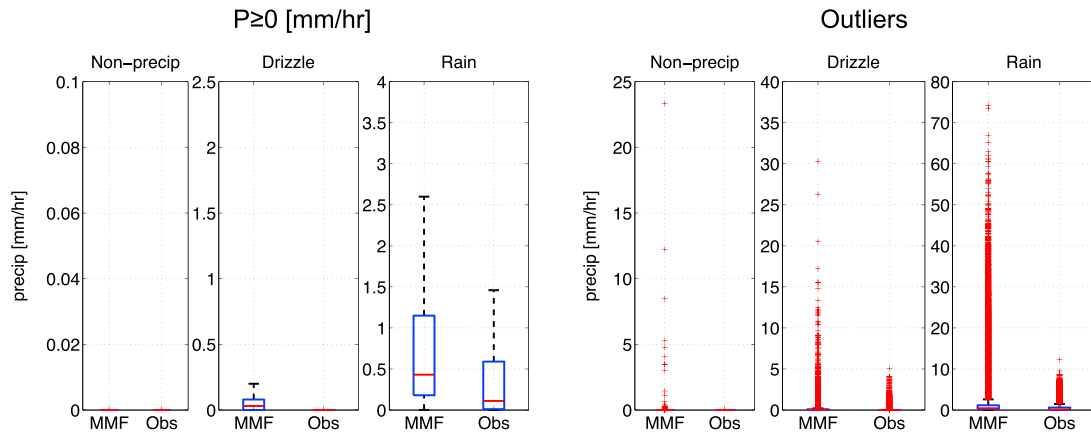 P≥0 [mm/hr]
Outliers
Non−precip
Drizzle
Rain
Non−precip
Drizzle
Rain
precip [mm/hr]
0.1
0.08
0.06
0.04
0.02
0
MMF Obs
2.5
2
1.5
1
0.5
0
MMF Obs
4
3.5
3
2.5
2
1.5
1
0.5
0
MMF Obs
precip [mm/hr]
25
20
15
10
5
0
MMF Obs
40
35
30
25
20
15
10
5
0
MMF Obs
80
70
60
50
40
30
20
10
0
MMF Obs